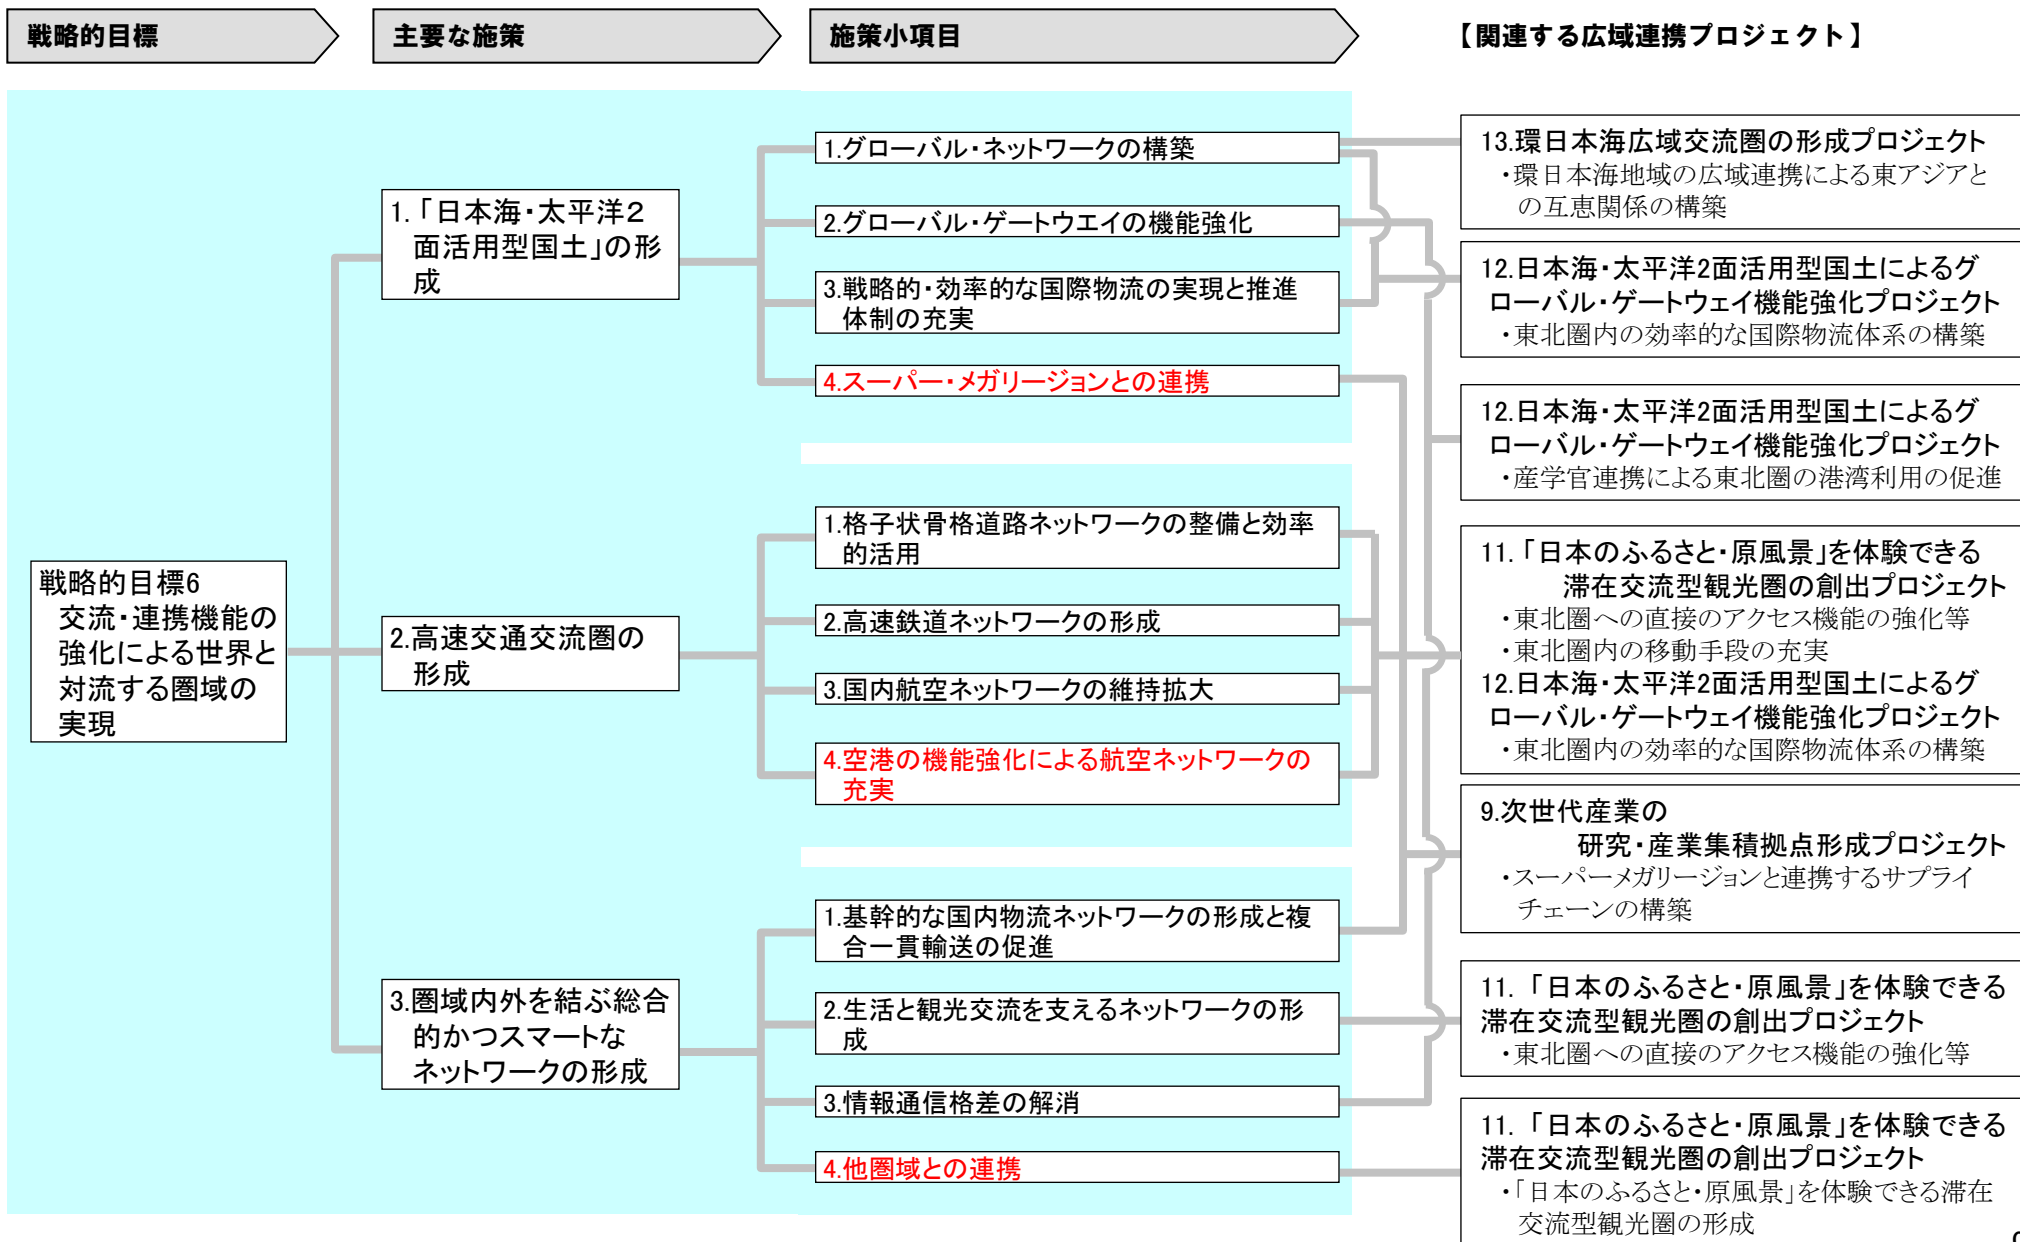 戦略的目標
主要な施策
施策小項目
【関連する広域連携プロジェクト】
戦略的目標6
交流・連携機能の
強化による世界と
対流する圏域の
実現
1.「日本海・太平洋2
面活用型国土」の形
成
1.グローバル・ネットワークの構築
2.グローバル・ゲートウエイの機能強化
3.戦略的・効率的な国際物流の実現と推進
体制の充実
4.スーパー・メガリージョンとの連携
2.高速交通交流圏の
形成
1.格子状骨格道路ネットワークの整備と効率
的活用
2.高速鉄道ネットワークの形成
3.国内航空ネットワークの維持拡大
4.空港の機能強化による航空ネットワークの
充実
3.圏域内外を結ぶ総合
的かつスマートな
ネットワークの形成
1.基幹的な国内物流ネットワークの形成と複
合一貫輸送の促進
2.生活と観光交流を支えるネットワークの形
成
3.情報通信格差の解消
4.他圏域との連携
13.環日本海広域交流圏の形成プロジェクト
・環日本海地域の広域連携による東アジアと
の互恵関係の構築
12.日本海・太平洋2面活用型国土によるグ
ローバル・ゲートウェイ機能強化プロジェクト
・東北圏内の効率的な国際物流体系の構築
12.日本海・太平洋2面活用型国土によるグ
ローバル・ゲートウェイ機能強化プロジェクト
・産学官連携による東北圏の港湾利用の促進
11.「日本のふるさと・原風景」を体験できる
滞在交流型観光圏の創出プロジェクト
・東北圏への直接のアクセス機能の強化等
・東北圏内の移動手段の充実
12.日本海・太平洋2面活用型国土によるグ
ローバル・ゲートウェイ機能強化プロジェクト
・東北圏内の効率的な国際物流体系の構築
9.次世代産業の
研究・産業集積拠点形成プロジェクト
・スーパーメガリージョンと連携するサプライ
チェーンの構築
11.「日本のふるさと・原風景」を体験できる
滞在交流型観光圏の創出プロジェクト
・東北圏への直接のアクセス機能の強化等
11.「日本のふるさと・原風景」を体験できる
滞在交流型観光圏の創出プロジェクト
・「日本のふるさと・原風景」を体験できる滞在
交流型観光圏の形成